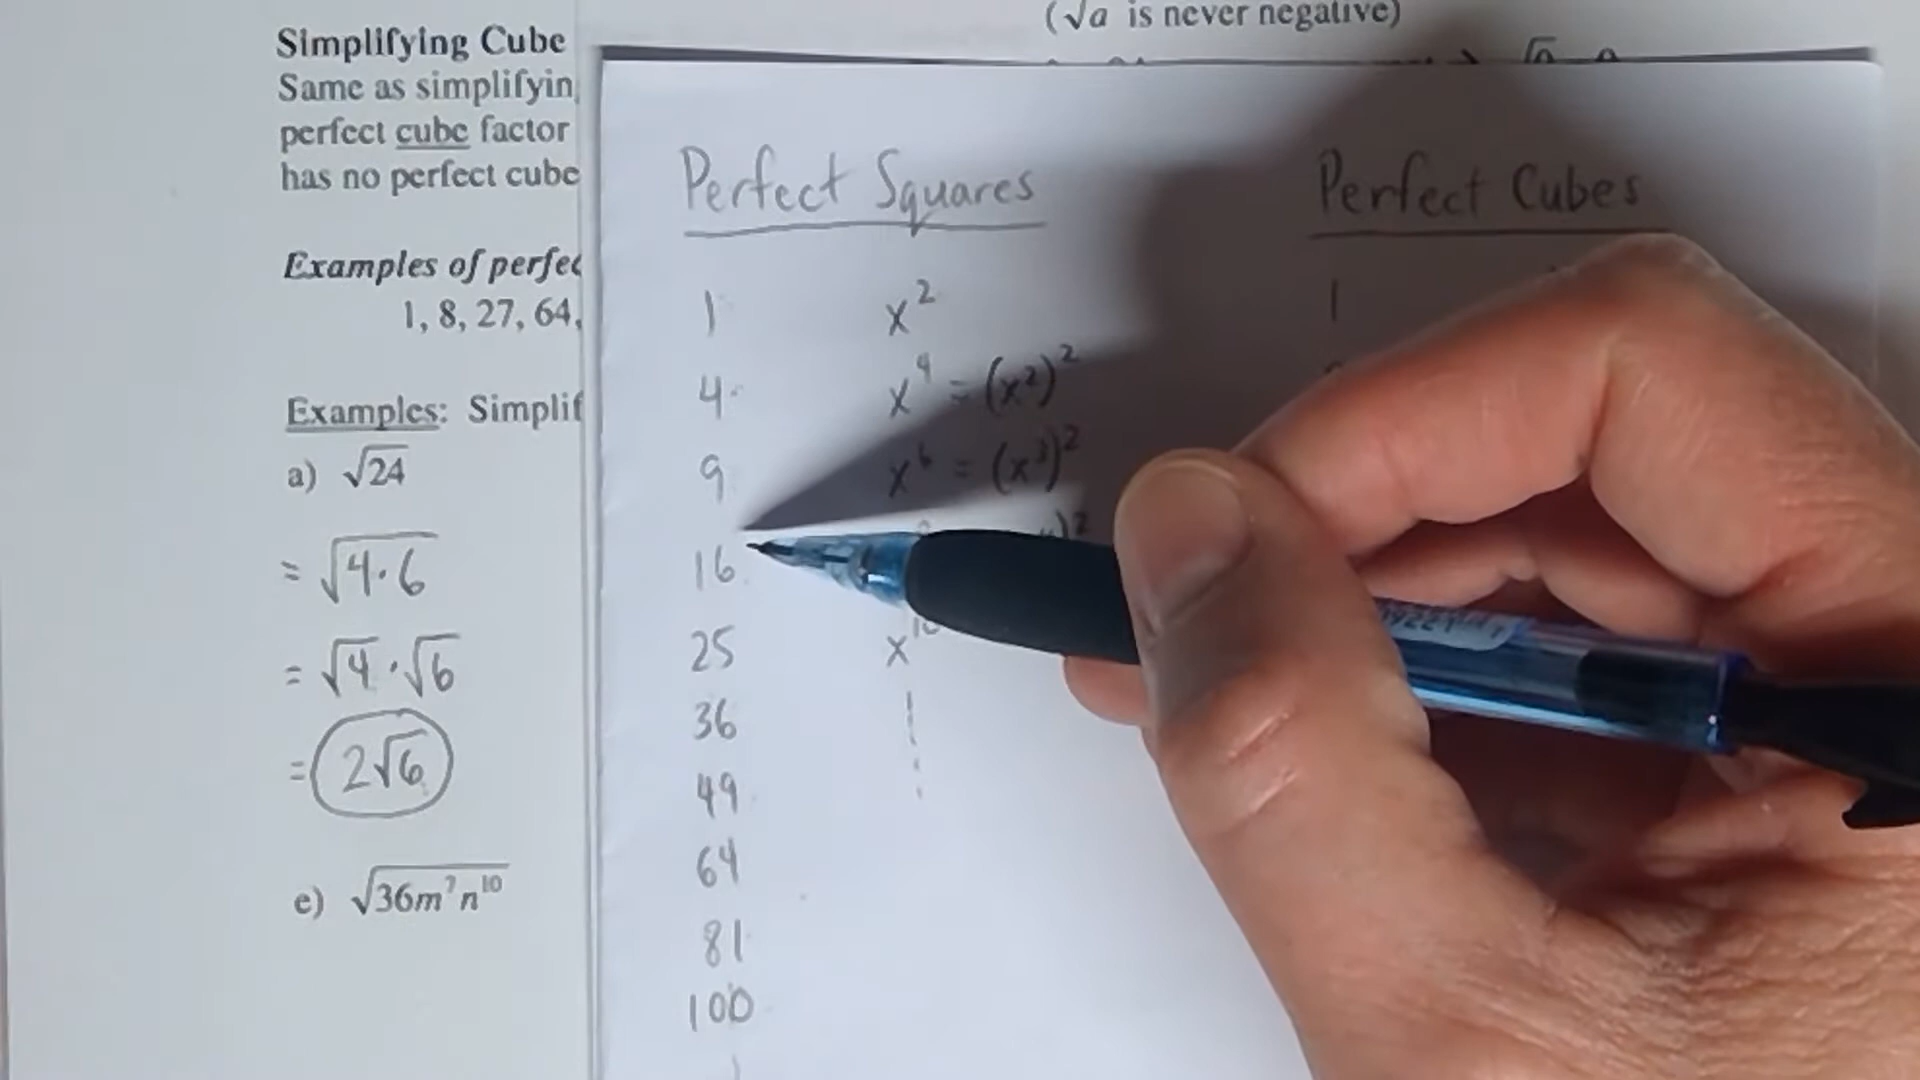 (√a is never negative)
Simplifying Cube
Same as simplifyin
perfect cube factor
has no perfect cube
Examples of perfec
1, 8, 27, 64,
Examples: Simplif
a) √24
= √4·6
= √4 · √6
= 2√6
e) √36m⁷n¹⁰
Perfect Squares
1 x²
4 x⁴ = (x²)²
9 x⁶ = (x³)²
16
25 x¹⁰
36
49
64
81
100
Perfect Cubes
1